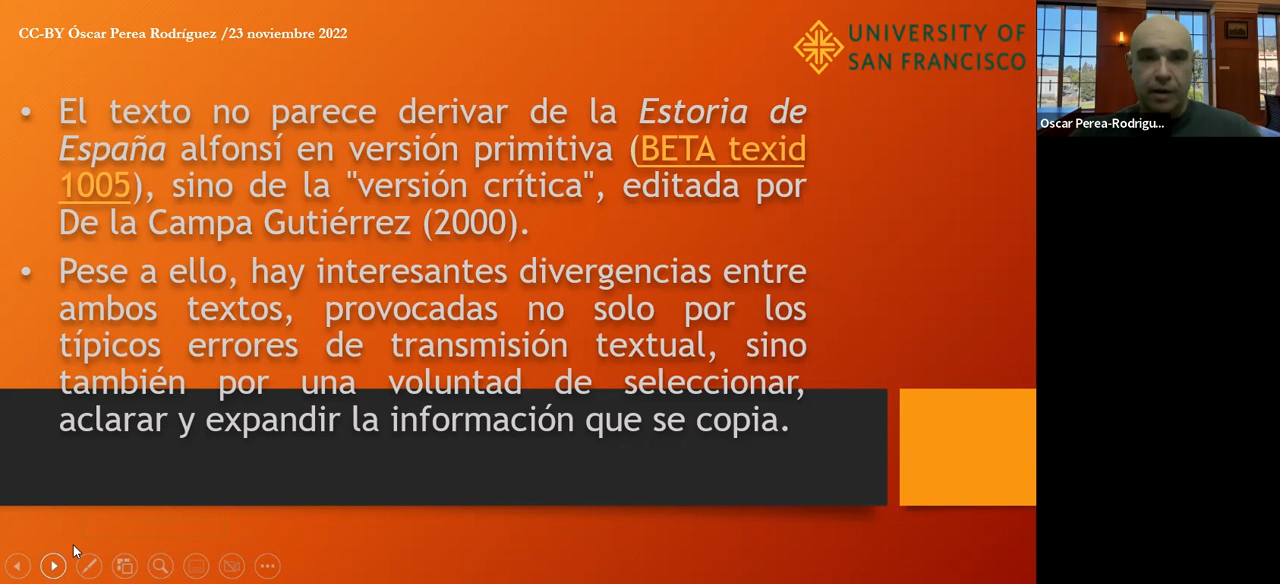 CC-BY Óscar Perea Rodríguez /23 noviembre 2022
UNIVERSITY OF
SAN FRANCISCO
• El texto no parece derivar de la Estoria de
España alfonsí en versión primitiva (BETA texid
1005), sino de la "versión crítica", editada por
De la Campa Gutiérrez (2000).
• Pese a ello, hay interesantes divergencias entre
ambos textos, provocadas no solo por los
típicos errores de transmisión textual, sino
también por una voluntad de seleccionar,
aclarar y expandir la información que se copia.
Oscar Perea-Rodrigu...